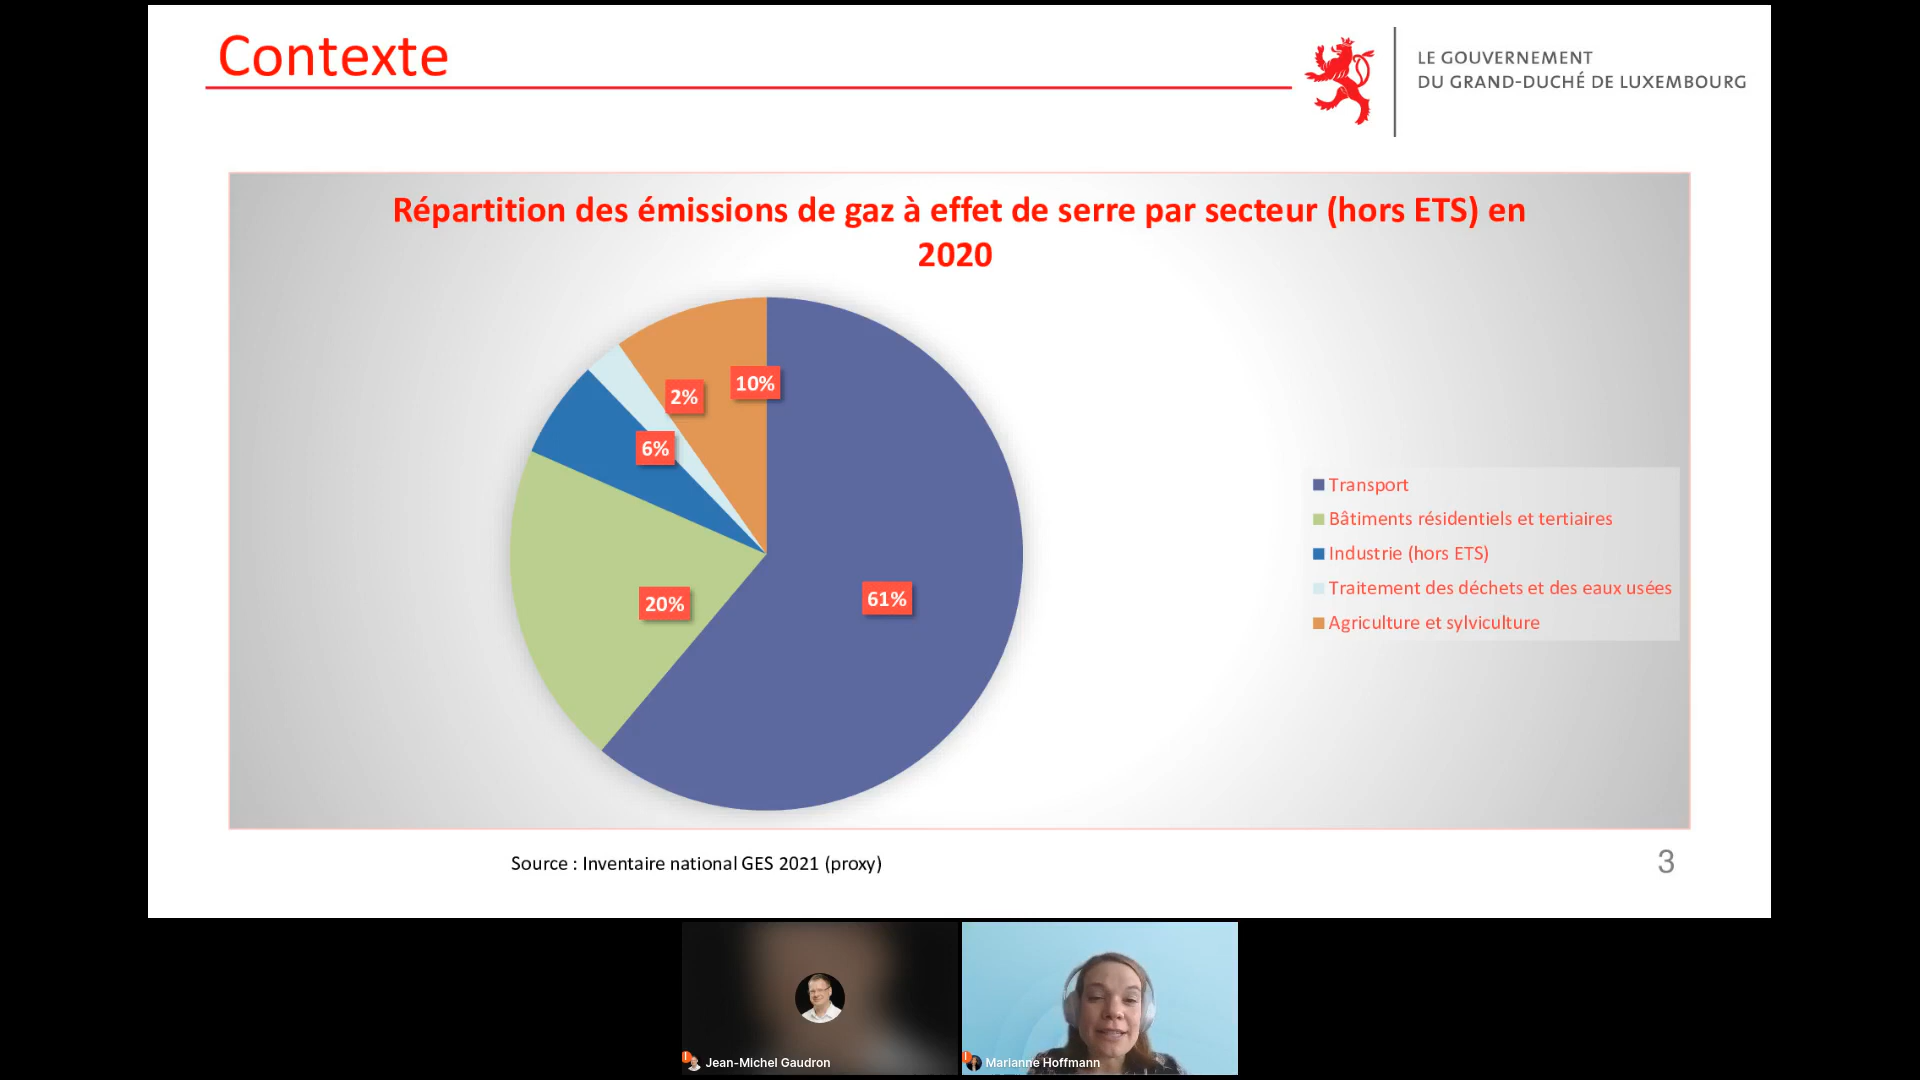 Contexte
LE GOUVERNEMENT
DU GRAND-DUCHÉ DE LUXEMBOURG
Répartition des émissions de gaz à effet de serre par secteur (hors ETS) en
2020
10%
2%
6%
20%
61%
Transport
Bâtiments résidentiels et tertiaires
Industrie (hors ETS)
Traitement des déchets et des eaux usées
Agriculture et sylviculture
Source : Inventaire national GES 2021 (proxy)
3
Jean-Michel Gaudron
Marianne Hoffmann